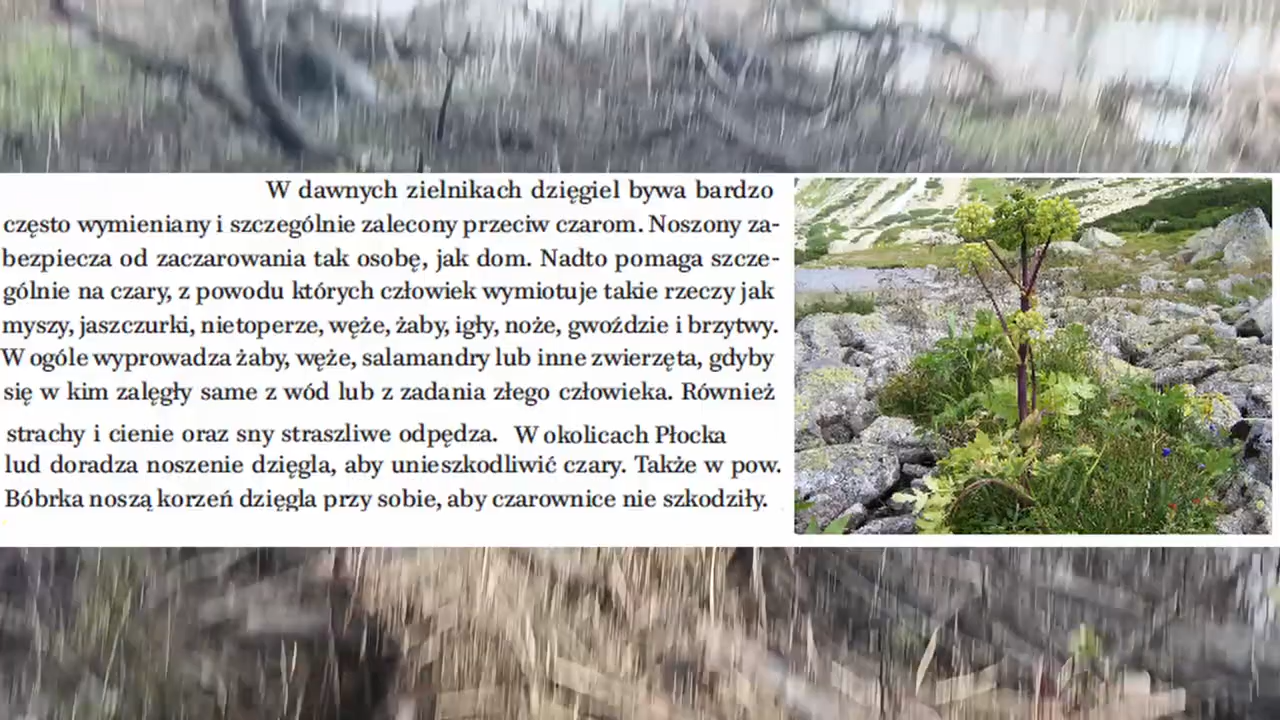 W dawnych zielnikach dzięgiel bywa bardzo
często wymieniany i szczególnie zalecony przeciw czarom. Noszony za-
bezpiecza od zaczarowania tak osobę, jak dom. Nadto pomaga szcze-
gólnie na czary, z powodu których człowiek wymiotuje takie rzeczy jak
myszy, jaszczurki, nietoperze, węże, żaby, igły, noże, gwoździe i brzytwy.
W ogóle wyprowadza żaby, węże, salamandry lub inne zwierzęta, gdyby
się w kim zalęgły same z wód lub z zadania złego człowieka. Również
strachy i cienie oraz sny straszliwe odpędza. W okolicach Płocka
lud doradza noszenie dzięgla, aby unieszkodliwić czary. Także w pow.
Bóbrka noszą korzeń dzięgla przy sobie, aby czarownice nie szkodziły.